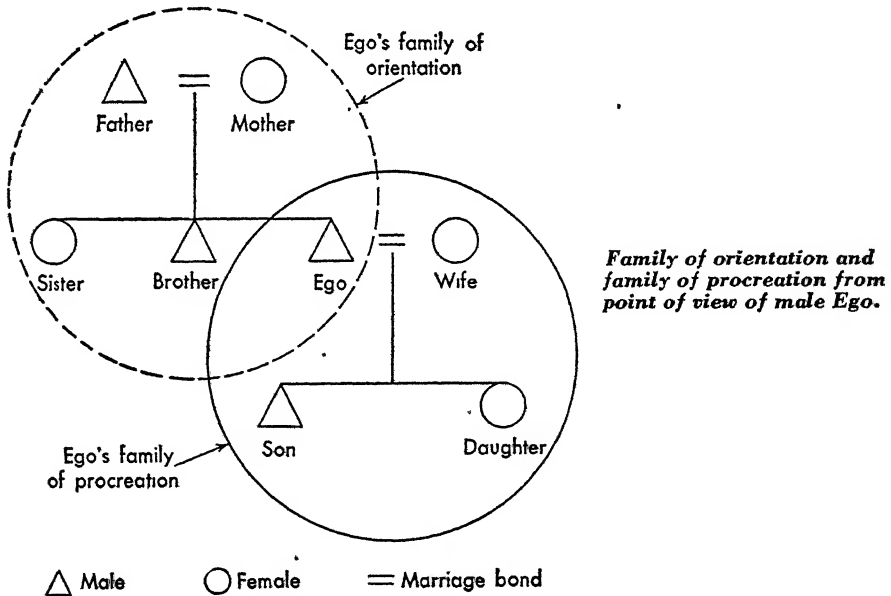 Ego's family of
orientation
Father
Mother
Sister
Brother
Ego
Wife
Family of orientation and
family of procreation from
point of view of male Ego.
Son
Daughter
Ego's family
of procreation
Male
Female
Marriage bond